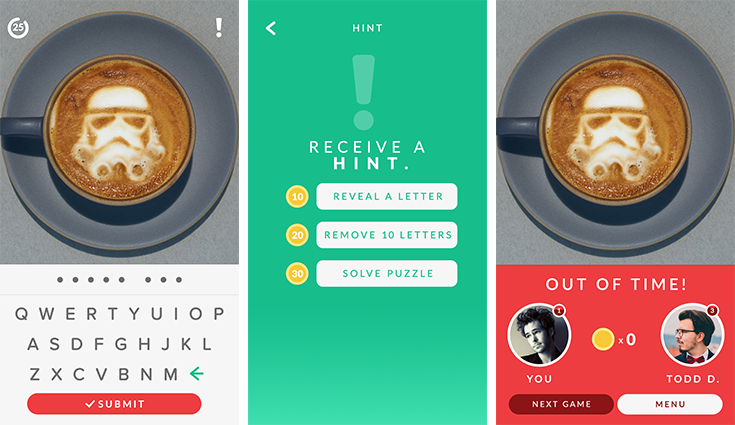 25
!
Q W E R T Y U I O P
A S D F G H J K L
Z X C V B N M
SUBMIT
HINT
!
RECEIVE A
HINT.
10 REVEAL A LETTER
20 REMOVE 10 LETTERS
30 SOLVE PUZZLE
OUT OF TIME!
1
x 0
3
YOU
TODD D.
NEXT GAME
MENU